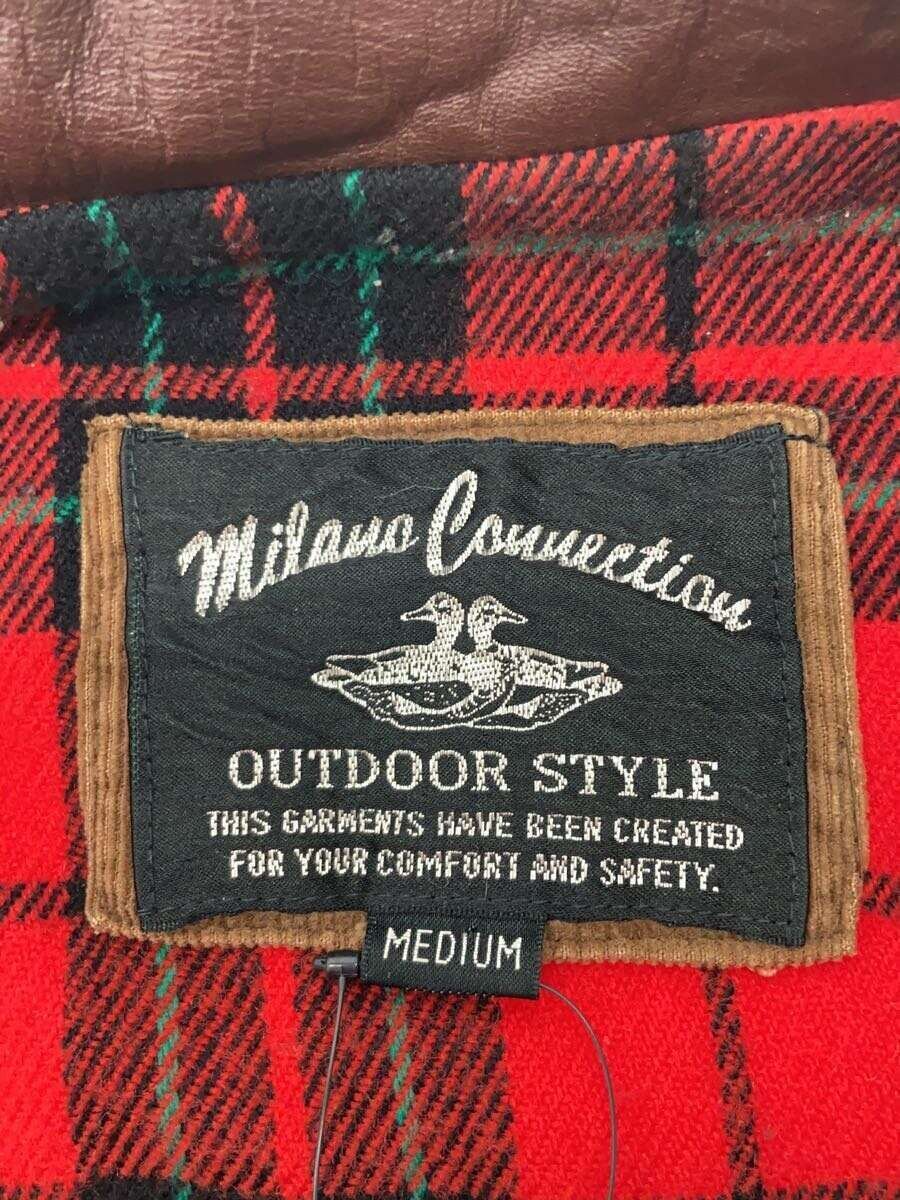 Milano Connection
OUTDOOR STYLE
THIS GARMENTS HAVE BEEN CREATED
FOR YOUR COMFORT AND SAFETY.
MEDIUM